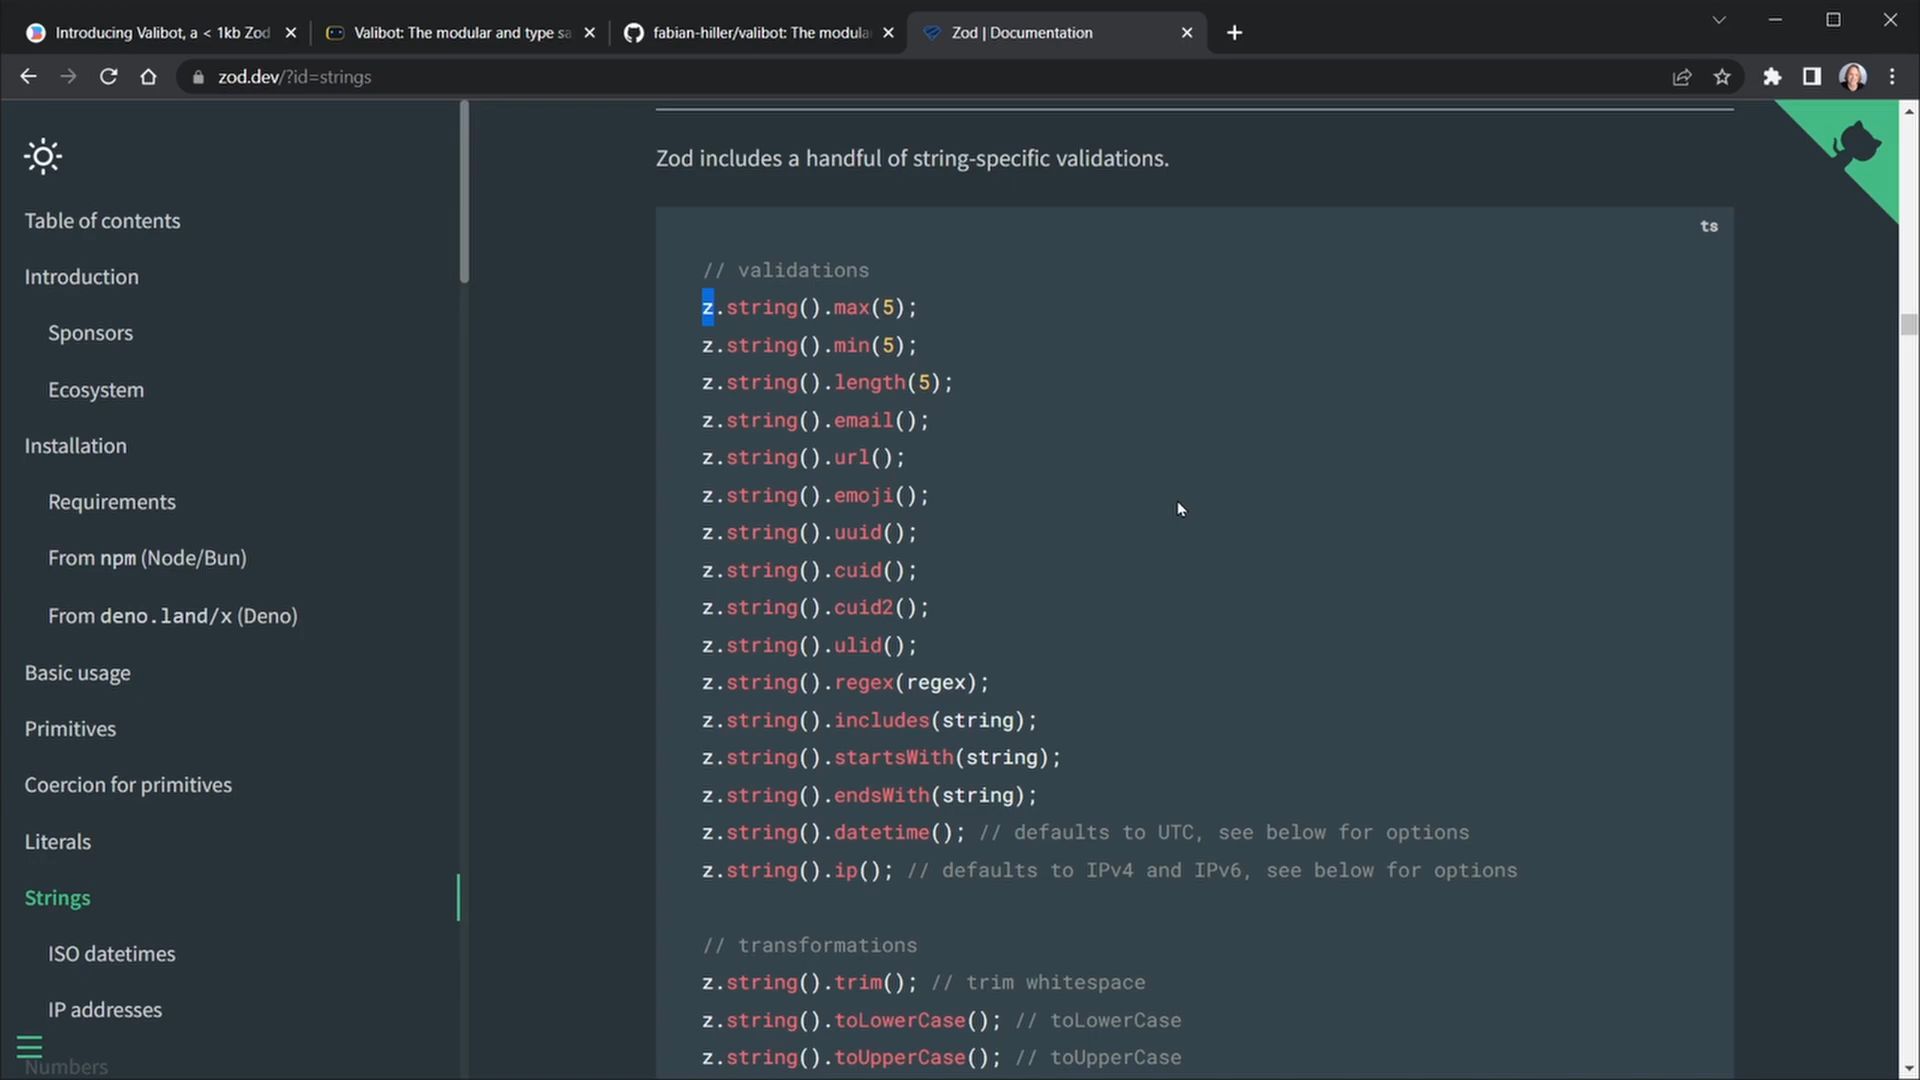 Introducing Valibot, a < 1kb Zod
Valibot: The modular and type sa
fabian-hiller/valibot: The modula
Zod | Documentation
zod.dev/?id=strings
Table of contents
Introduction
Sponsors
Ecosystem
Installation
Requirements
From npm (Node/Bun)
From deno.land/x (Deno)
Basic usage
Primitives
Coercion for primitives
Literals
Strings
ISO datetimes
IP addresses
Numbers
Zod includes a handful of string-specific validations.
ts
// validations
z.string().max(5);
z.string().min(5);
z.string().length(5);
z.string().email();
z.string().url();
z.string().emoji();
z.string().uuid();
z.string().cuid();
z.string().cuid2();
z.string().ulid();
z.string().regex(regex);
z.string().includes(string);
z.string().startsWith(string);
z.string().endsWith(string);
z.string().datetime(); // defaults to UTC, see below for options
z.string().ip(); // defaults to IPv4 and IPv6, see below for options
// transformations
z.string().trim(); // trim whitespace
z.string().toLowerCase(); // toLowerCase
z.string().toUpperCase(); // toUpperCase